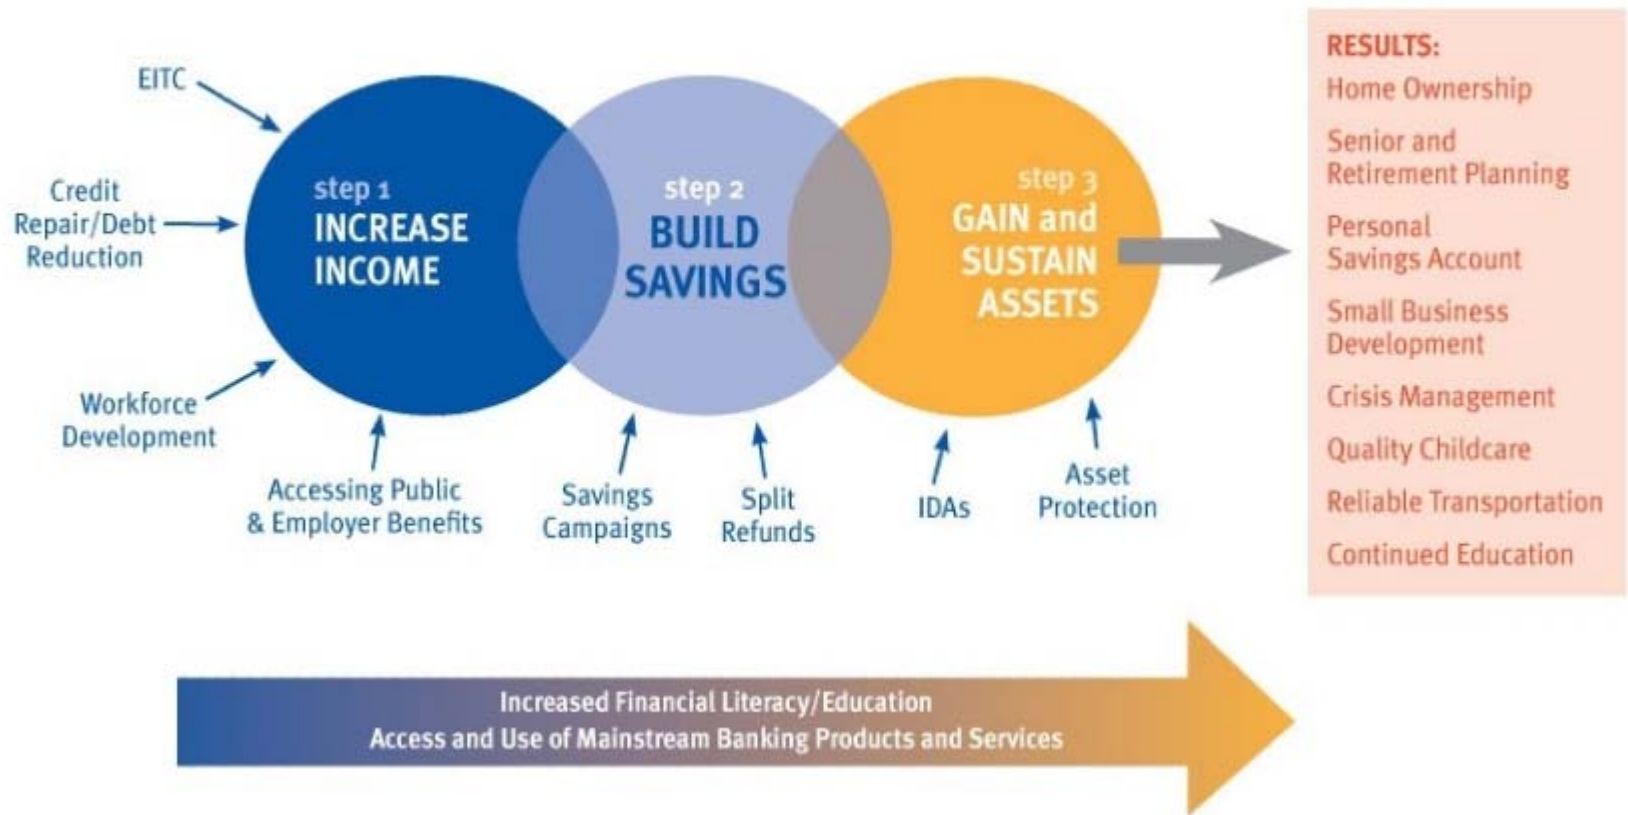 EITC
Credit
Repair/Debt
Reduction
Workforce
Development
Accessing Public
& Employer Benefits
step 1
INCREASE
INCOME
step 2
BUILD
SAVINGS
Savings
Campaigns
Split
Refunds
step 3
GAIN and
SUSTAIN
ASSETS
IDAs
Asset
Protection
RESULTS:
Home Ownership
Senior and
Retirement Planning
Personal
Savings Account
Small Business
Development
Crisis Management
Quality Childcare
Reliable Transportation
Continued Education
Increased Financial Literacy/Education
Access and Use of Mainstream Banking Products and Services